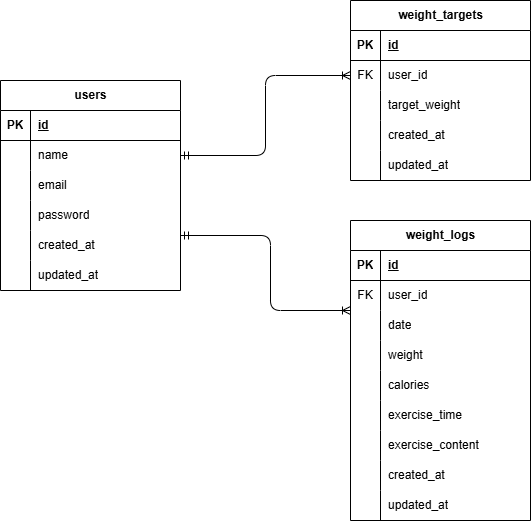 users
PK id
name
email
password
created_at
updated_at
weight_targets
PK id
FK user_id
target_weight
created_at
updated_at
weight_logs
PK id
FK user_id
date
weight
calories
exercise_time
exercise_content
created_at
updated_at